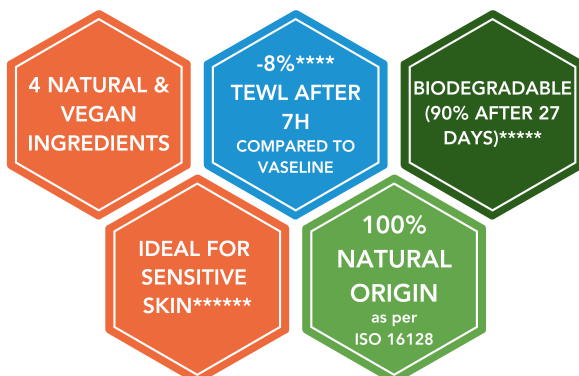 4 NATURAL &
VEGAN
INGREDIENTS
-8%****
TEWL AFTER
7H
COMPARED TO
VASELINE
BIODEGRADABLE
(90% AFTER 27
DAYS)*****
IDEAL FOR
SENSITIVE
SKIN******
100%
NATURAL
ORIGIN
as per
ISO 16128